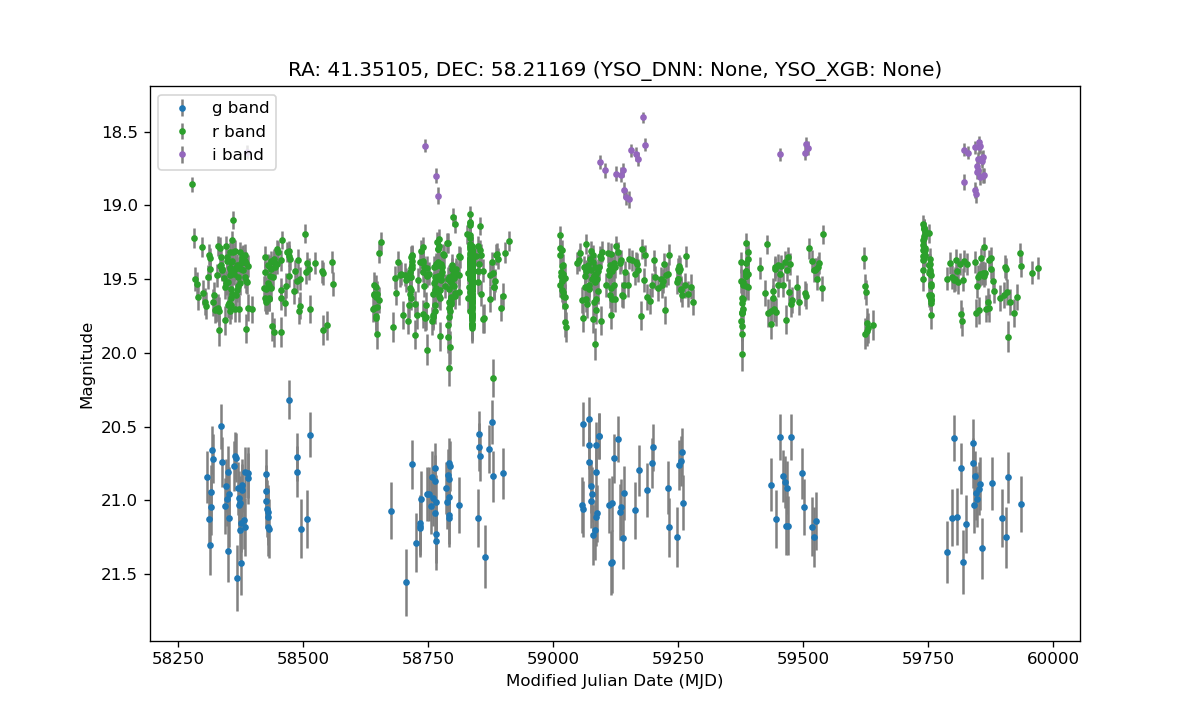 RA: 41.35105, DEC: 58.21169 (YSO_DNN: None, YSO_XGB: None)
g band
r band
i band
18.5
19.0
19.5
20.0
20.5
21.0
21.5
Magnitude
58250 58500 58750 59000 59250 59500 59750 60000
Modified Julian Date (MJD)